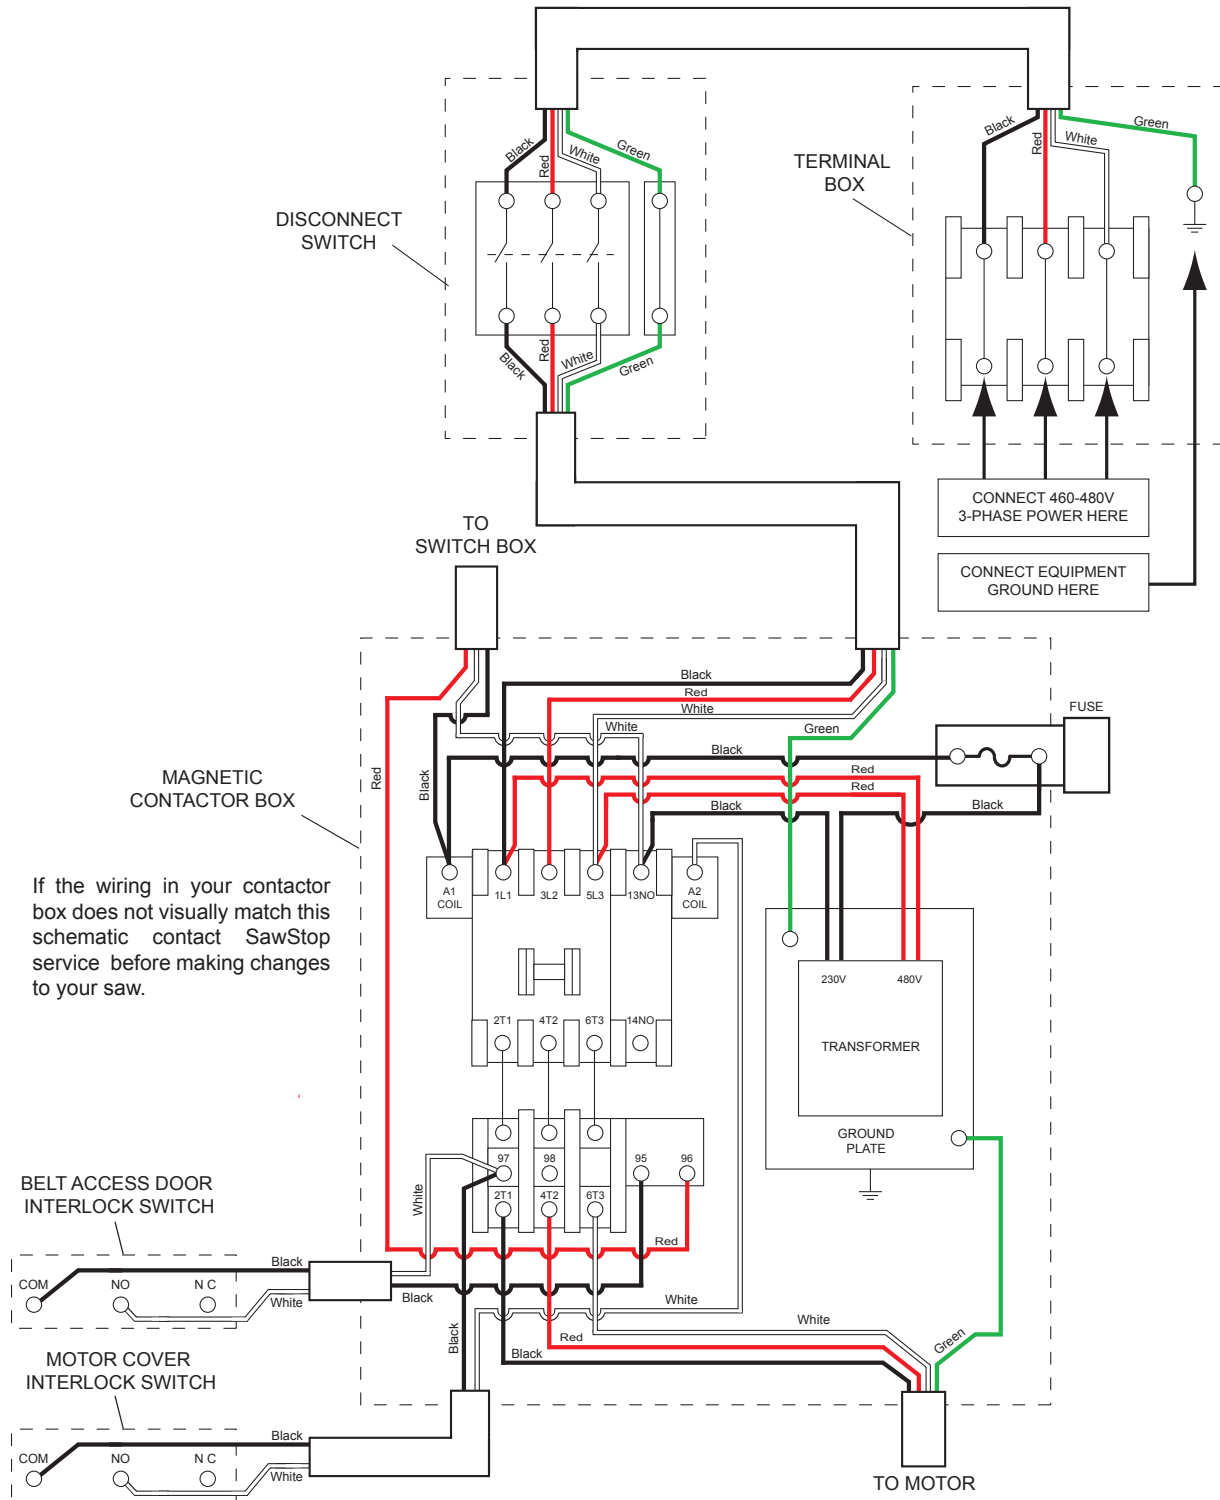 Black
Red
White
Green
DISCONNECT
SWITCH
Black
Red
White
Green
TERMINAL
BOX
Black
Red
White
Green
CONNECT 460-480V
3-PHASE POWER HERE
CONNECT EQUIPMENT
GROUND HERE
TO
SWITCH BOX
Black
Red
White
White
Green
FUSE
Red
Black
Black
Red
Red
Black
Black
MAGNETIC
CONTACTOR BOX
If the wiring in your contactor
box does not visually match this
schematic contact SawStop
service before making changes
to your saw.
A1
COIL
1L1
3L2
5L3
13NO
A2
COIL
2T1
4T2
6T3
14NO
230V
480V
TRANSFORMER
GROUND
PLATE
97
98
95
96
2T1
4T2
6T3
White
Red
BELT ACCESS DOOR
INTERLOCK SWITCH
COM
NO
N C
Black
White
Black
White
Black
White
Red
Black
Green
MOTOR COVER
INTERLOCK SWITCH
COM
NO
N C
Black
White
TO MOTOR